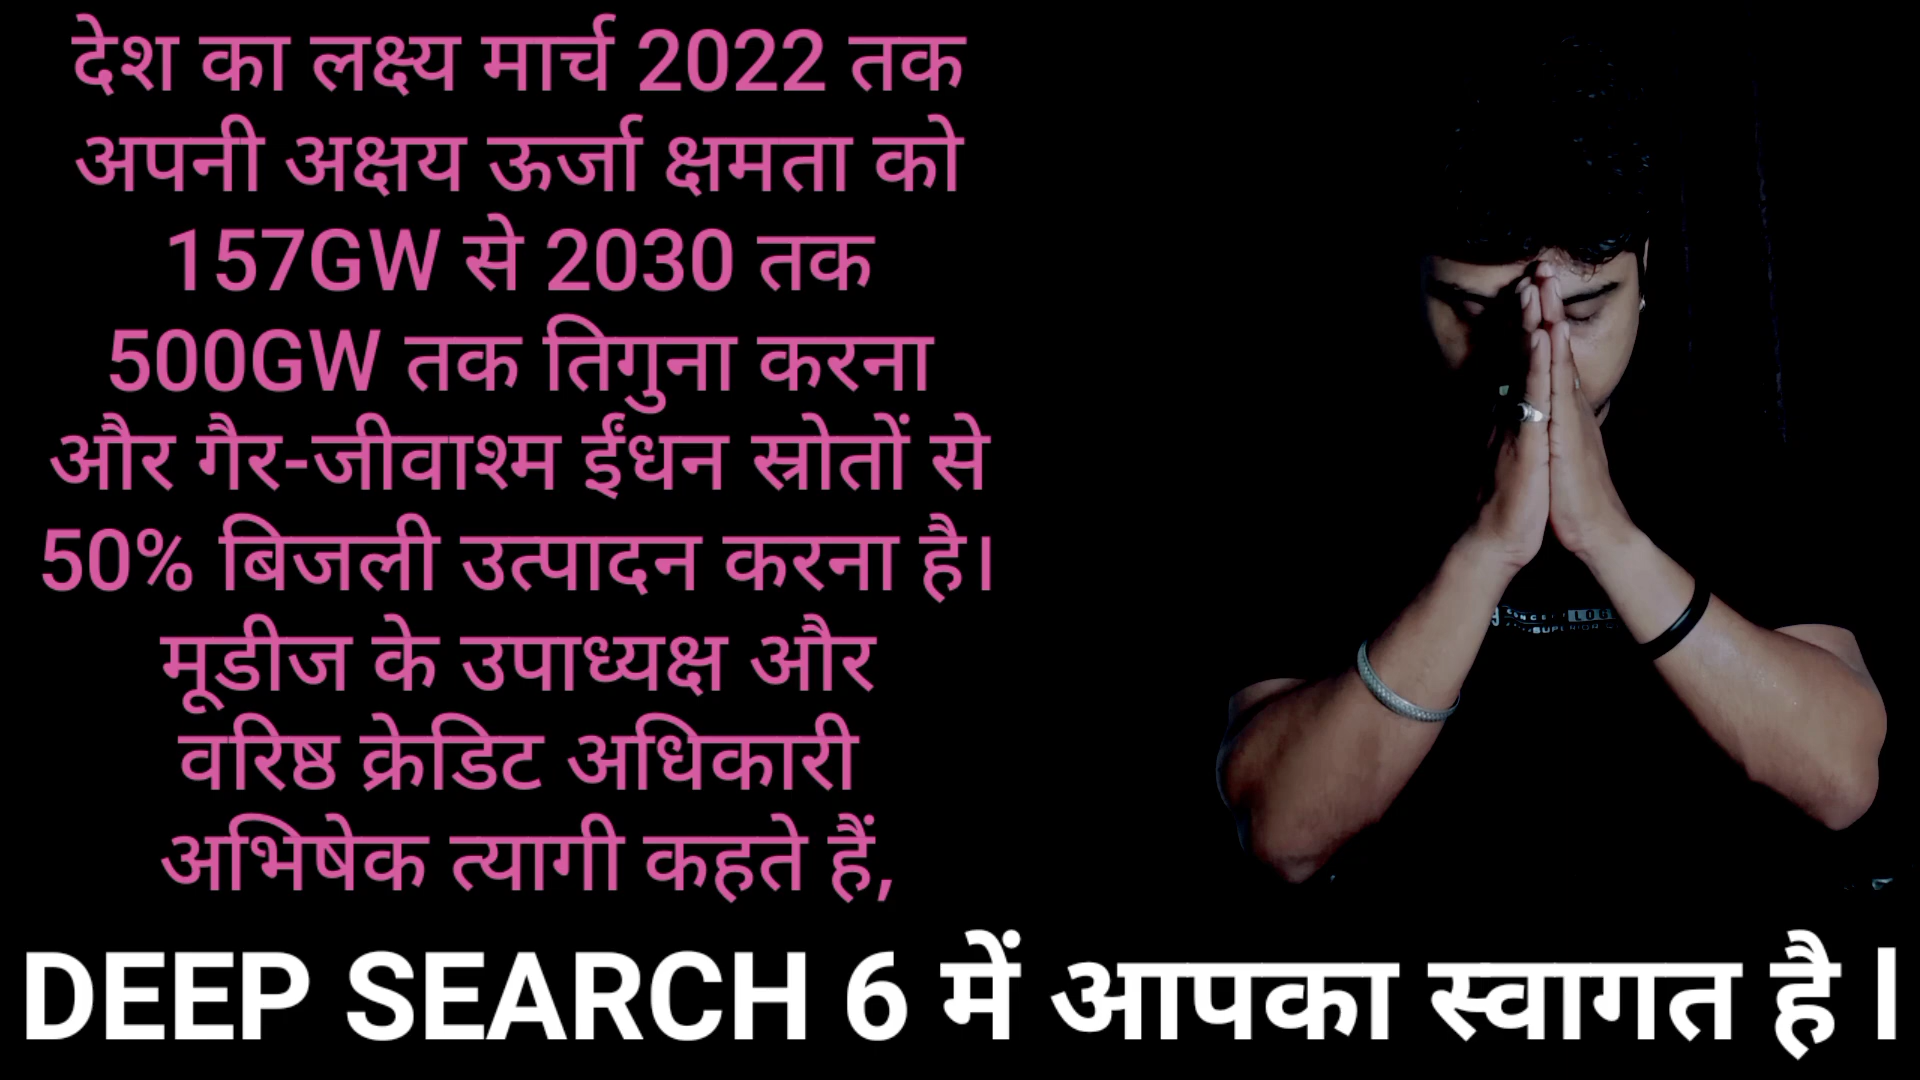 देश का लक्ष्य मार्च 2022 तक
अपनी अक्षय ऊर्जा क्षमता को
157GW से 2030 तक
500GW तक तिगुना करना
और गैर-जीवाश्म ईंधन स्रोतों से
50% बिजली उत्पादन करना है।
मूडीज के उपाध्यक्ष और
वरिष्ठ क्रेडिट अधिकारी
अभिषेक त्यागी कहते हैं,
DEEP SEARCH 6 में आपका स्वागत है l